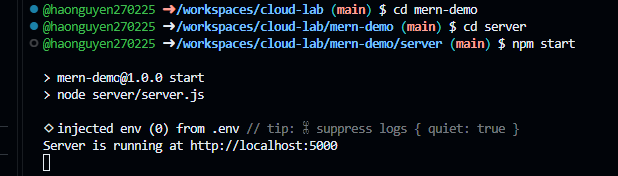 @haonguyen270225 ➜/workspaces/cloud-lab (main) $ cd mern-demo
@haonguyen270225 ➜/workspaces/cloud-lab/mern-demo (main) $ cd server
@haonguyen270225 ➜/workspaces/cloud-lab/mern-demo/server (main) $ npm start
> mern-demo@1.0.0 start
> node server/server.js
◇ injected env (0) from .env // tip: ⌘ suppress logs { quiet: true }
Server is running at http://localhost:5000